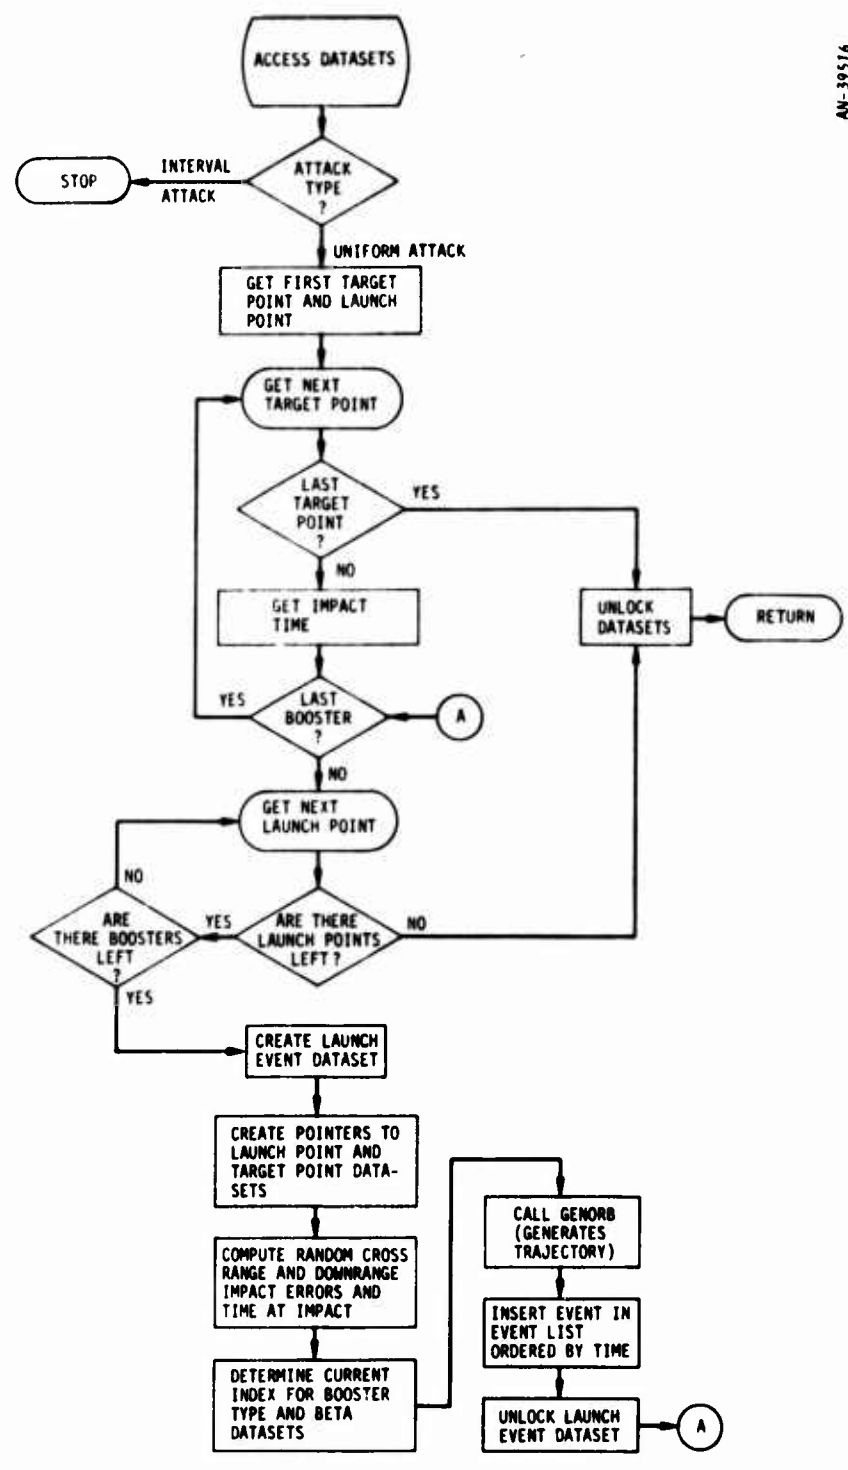 AN-39516
ACCESS DATASETS
ATTACK
TYPE
?
INTERVAL
ATTACK
STOP
UNIFORM ATTACK
GET FIRST TARGET
POINT AND LAUNCH
POINT
GET NEXT
TARGET POINT
LAST
TARGET
POINT
?
YES
NO
GET IMPACT
TIME
UNLOCK
DATASETS
RETURN
LAST
BOOSTER
?
YES
A
NO
GET NEXT
LAUNCH POINT
NO
ARE THERE
LAUNCH POINTS
LEFT?
YES
NO
ARE
THERE BOOSTERS
LEFT
?
YES
CREATE LAUNCH
EVENT DATASET
CREATE POINTERS TO
LAUNCH POINT AND
TARGET POINT DATA-
SETS
COMPUTE RANDOM CROSS
RANGE AND DOWNRANGE
IMPACT ERRORS AND
TIME AT IMPACT
DETERMINE CURRENT
INDEX FOR BOOSTER
TYPE AND BETA
DATASETS
CALL GENORB
(GENERATES
TRAJECTORY)
INSERT EVENT IN
EVENT LIST
ORDERED BY TIME
UNLOCK LAUNCH
EVENT DATASET
A